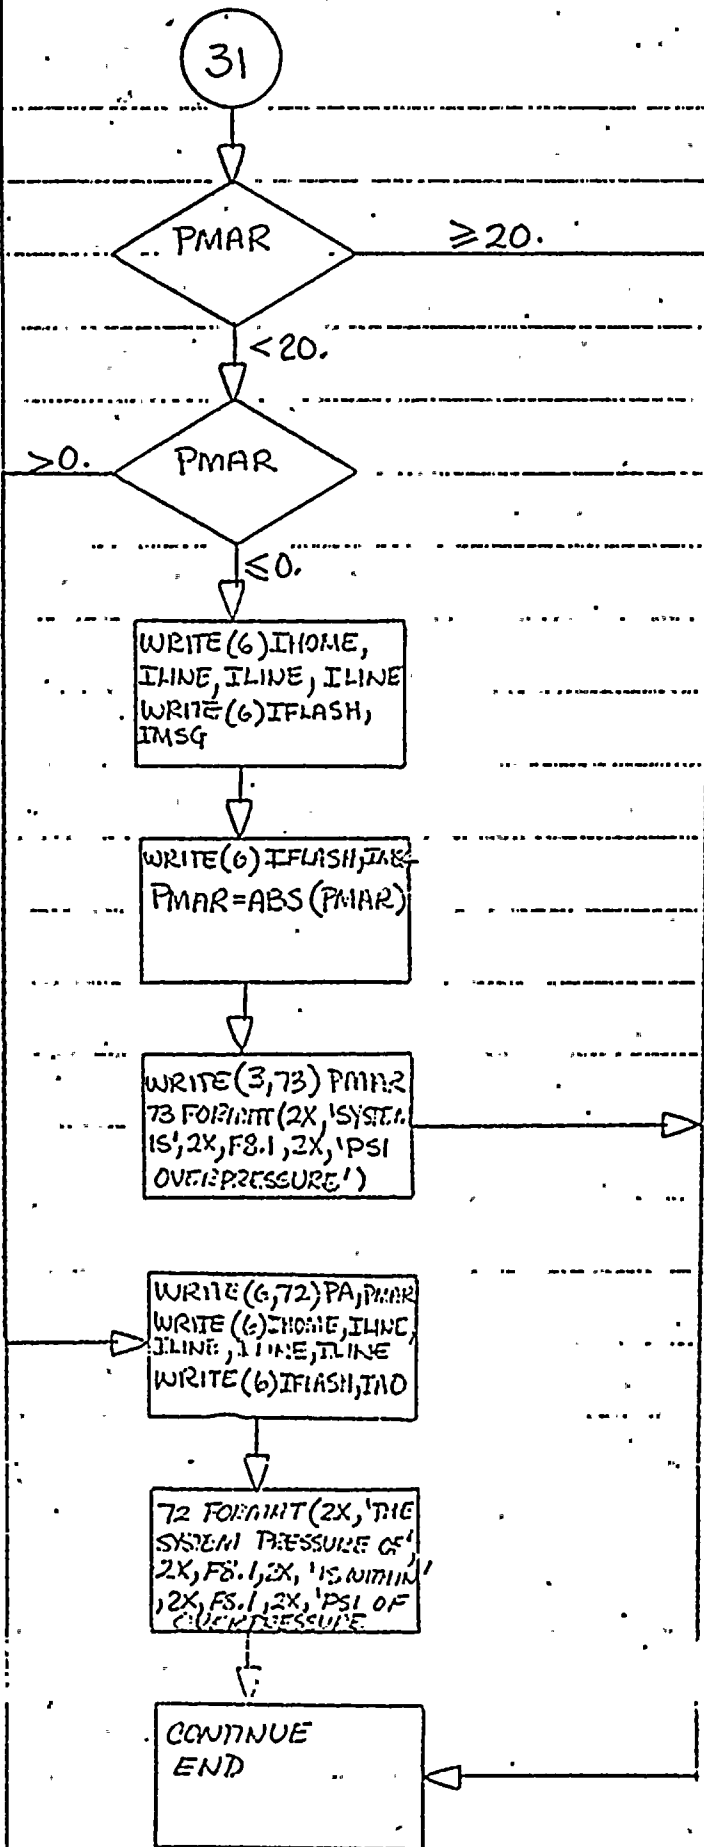 31
PMAR
≥20.
<20.
PMAR
>0.
≤0.
WRITE(6)IHOME,
ILINE, ILINE, ILINE
WRITE(6)IFLASH,
IMSG
WRITE(6) IFLASH,
PMAR=ABS(PMAR)
WRITE(3,73) PMAR
73 FORMAT(2X,'SYSTEM
IS',2X,F8.1,2X,'PSI
OVERPRESSURE')
WRITE(6,72)PA,PMAR
WRITE(6)IHOME,ILINE,
ILINE,ILINE,ILINE
WRITE(6)IFLASH,
72 FORMAT(2X,'THE
SYSTEM PRESSURE OF'
2X,F8.1,2X,'IS WITHIN'
,2X,F8.1,2X,'PSI OF
OVERPRESSURE
CONTINUE
END